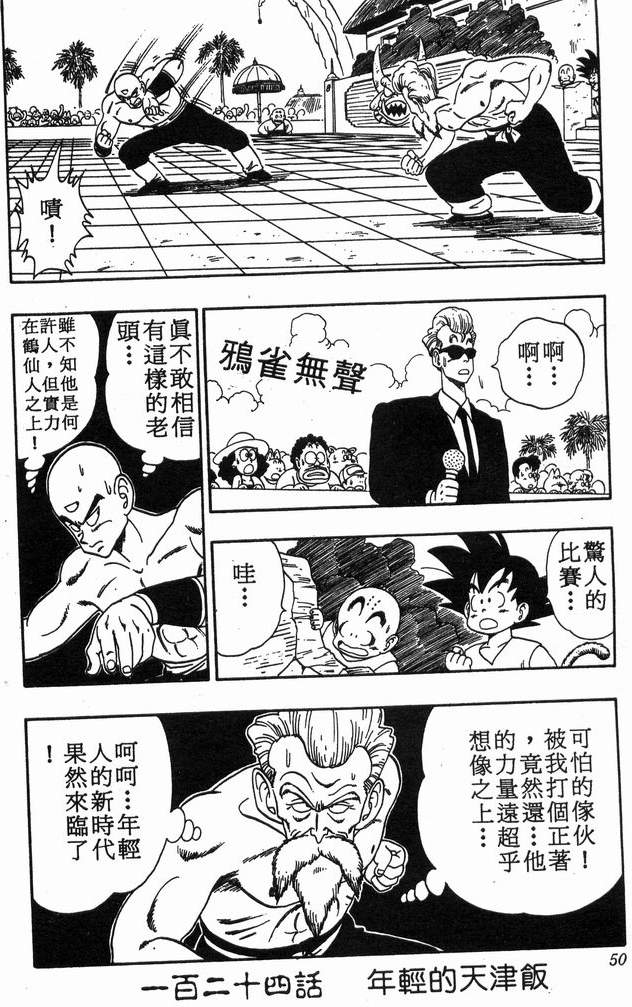 嘖！
啊
啊
…
…
鴉雀無聲
真不敢相信
有這樣的老
頭…
雖不知他是何
許人，但實力
在鶴仙人之上！
驚人的
比賽…
哇…
可怕的傢伙！
被我打個正著
，竟然還…他
的力量遠超乎
想像之上…
呵呵…年輕
人的新時代
果然來臨了
！
50
一百二十四話　年輕的天津飯